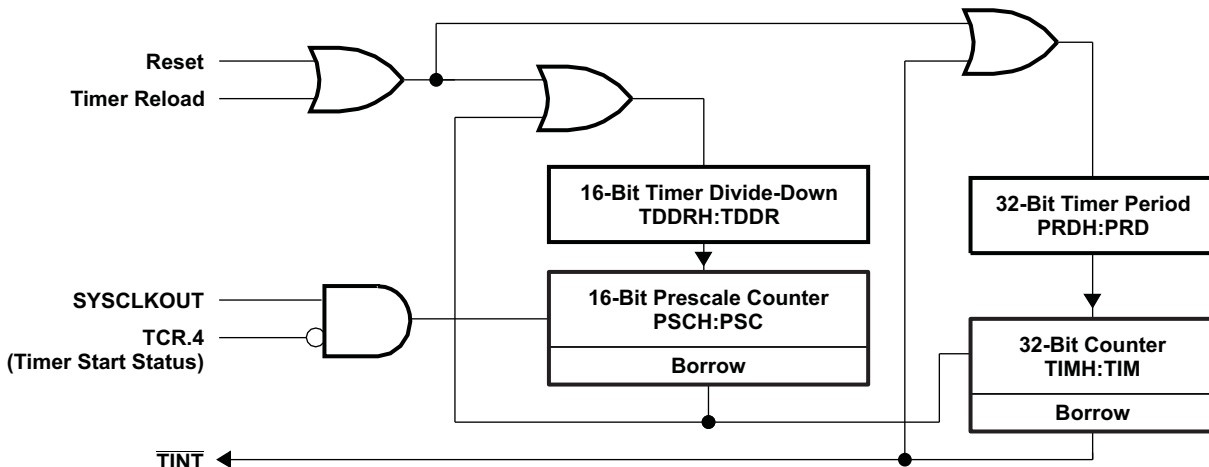 Reset
Timer Reload
16-Bit Timer Divide-Down
TDDRH:TDDR
32-Bit Timer Period
PRDH:PRD
SYSCLKOUT
TCR.4
(Timer Start Status)
16-Bit Prescale Counter
PSCH:PSC
Borrow
32-Bit Counter
TIMH:TIM
Borrow
TINT